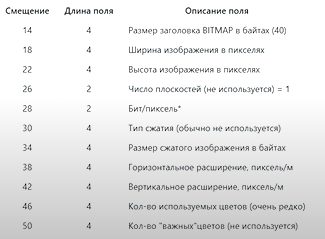 Смещение Длина поля Описание поля
14 4 Размер заголовка BITMAP в байтах (40)
18 4 Ширина изображения в пикселях
22 4 Высота изображения в пикселях
26 2 Число плоскостей (не используется) = 1
28 2 Бит/пиксель*
30 4 Тип сжатия (обычно не используется)
34 4 Размер сжатого изображения в байтах
38 4 Горизонтальное расширение, пиксель/м
42 4 Вертикальное расширение, пиксель/м
46 4 Кол-во используемых цветов (очень редко)
50 4 Кол-во "важных"цветов (не используется)